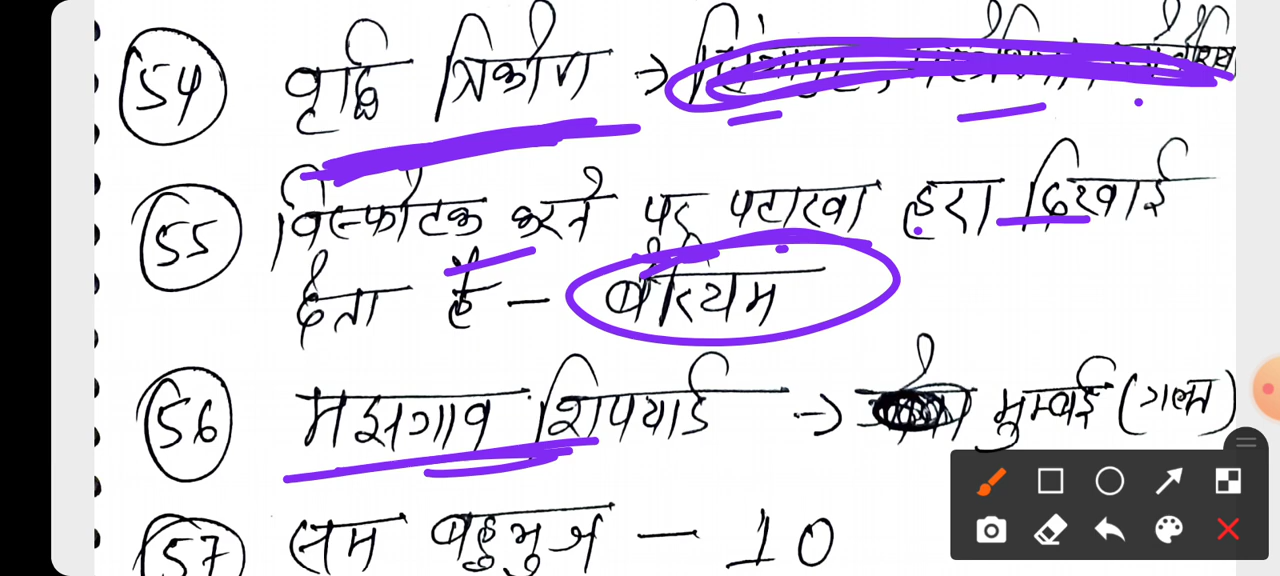 54 वृद्धि त्रिकोण →
55 विस्फोटक करने पर पटाखा हरा दिखाई
देता है – बेरियम
56 मझगाव शिपयार्ड → मुम्बई (गलत)
57 सम बहुभुज – 10